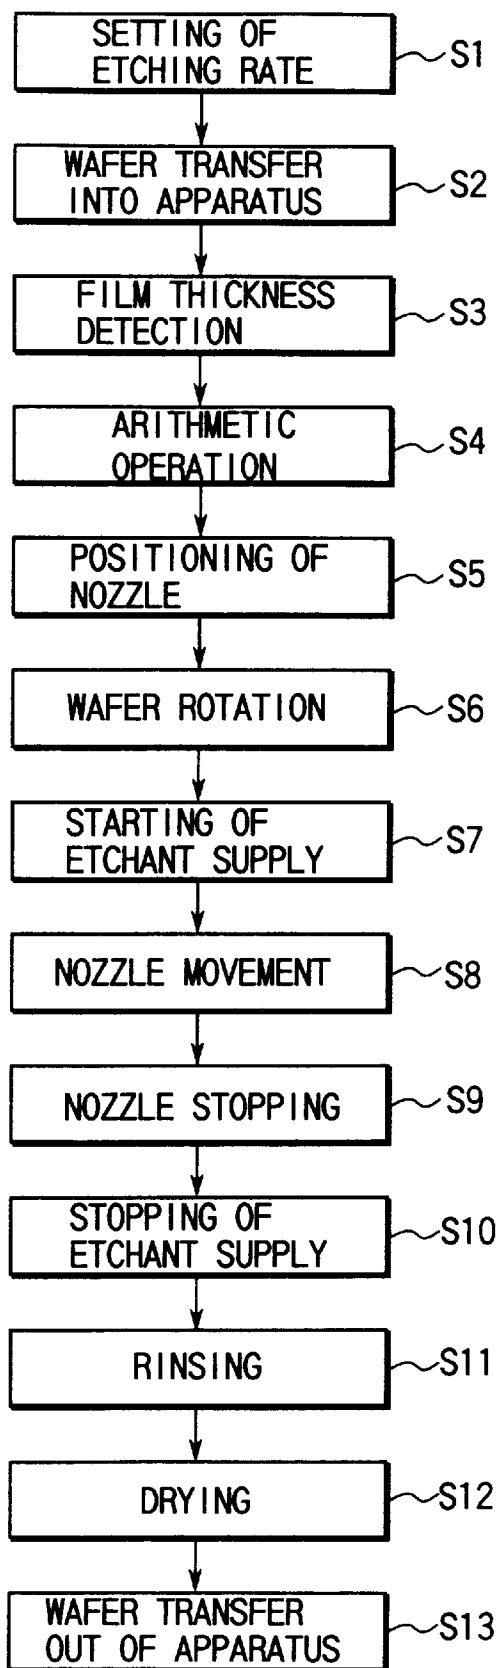 SETTING OF
ETCHING RATE
S1
WAFER TRANSFER
INTO APPARATUS
S2
FILM THICKNESS
DETECTION
S3
ARITHMETIC
OPERATION
S4
POSITIONING OF
NOZZLE
S5
WAFER ROTATION
S6
STARTING OF
ETCHANT SUPPLY
S7
NOZZLE MOVEMENT
S8
NOZZLE STOPPING
S9
STOPPING OF
ETCHANT SUPPLY
S10
RINSING
S11
DRYING
S12
WAFER TRANSFER
OUT OF APPARATUS
S13